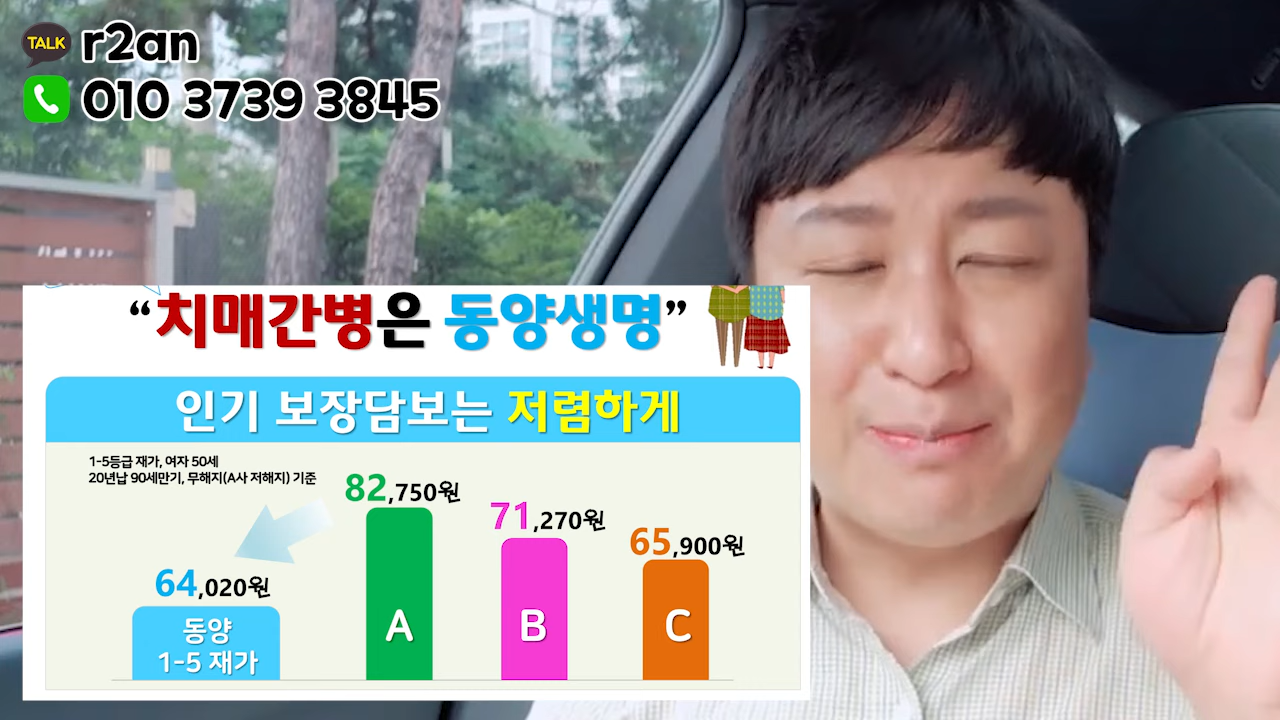 TALK r2an
010 3739 3845
“치매간병은 동양생명”
인기 보장담보는 저렴하게
1-5등급 재가, 여자 50세
20년납 90세만기, 무해지(A사 저해지) 기준
82,750원
71,270원
65,900원
64,020원
동양
1-5 재가
A
B
C